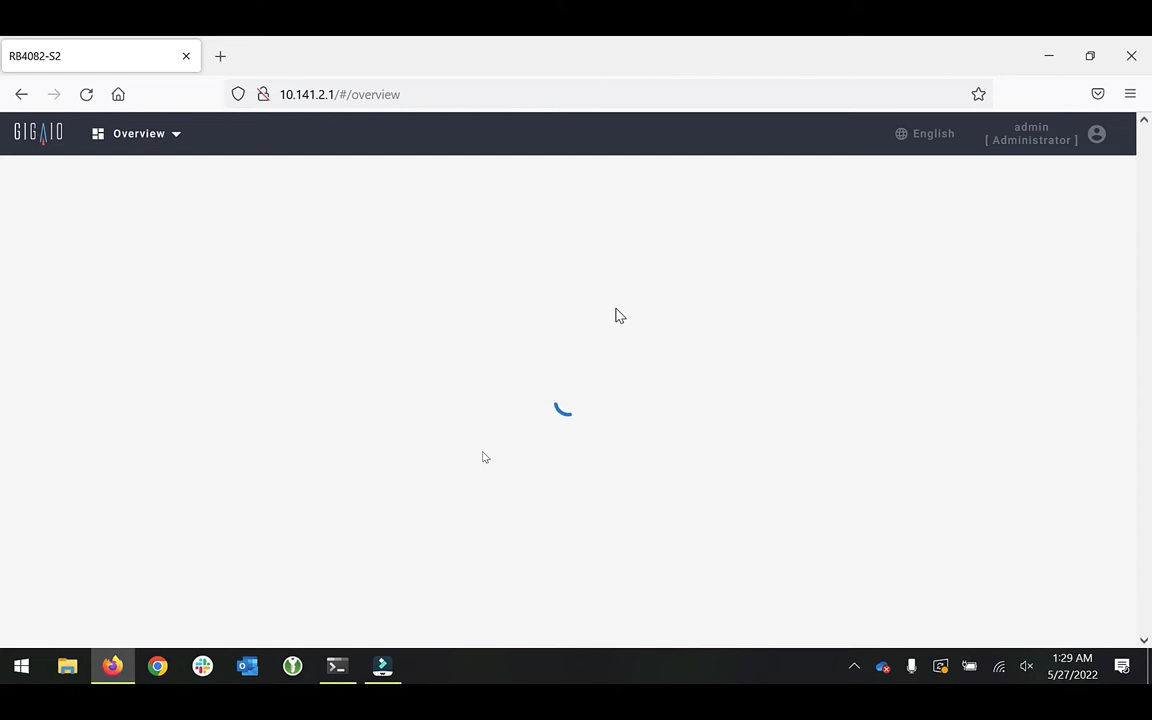 RB4082-S2
10.141.2.1/#/overview
GIGAIO
Overview
English
admin
[ Administrator ]
1:29 AM
5/27/2022